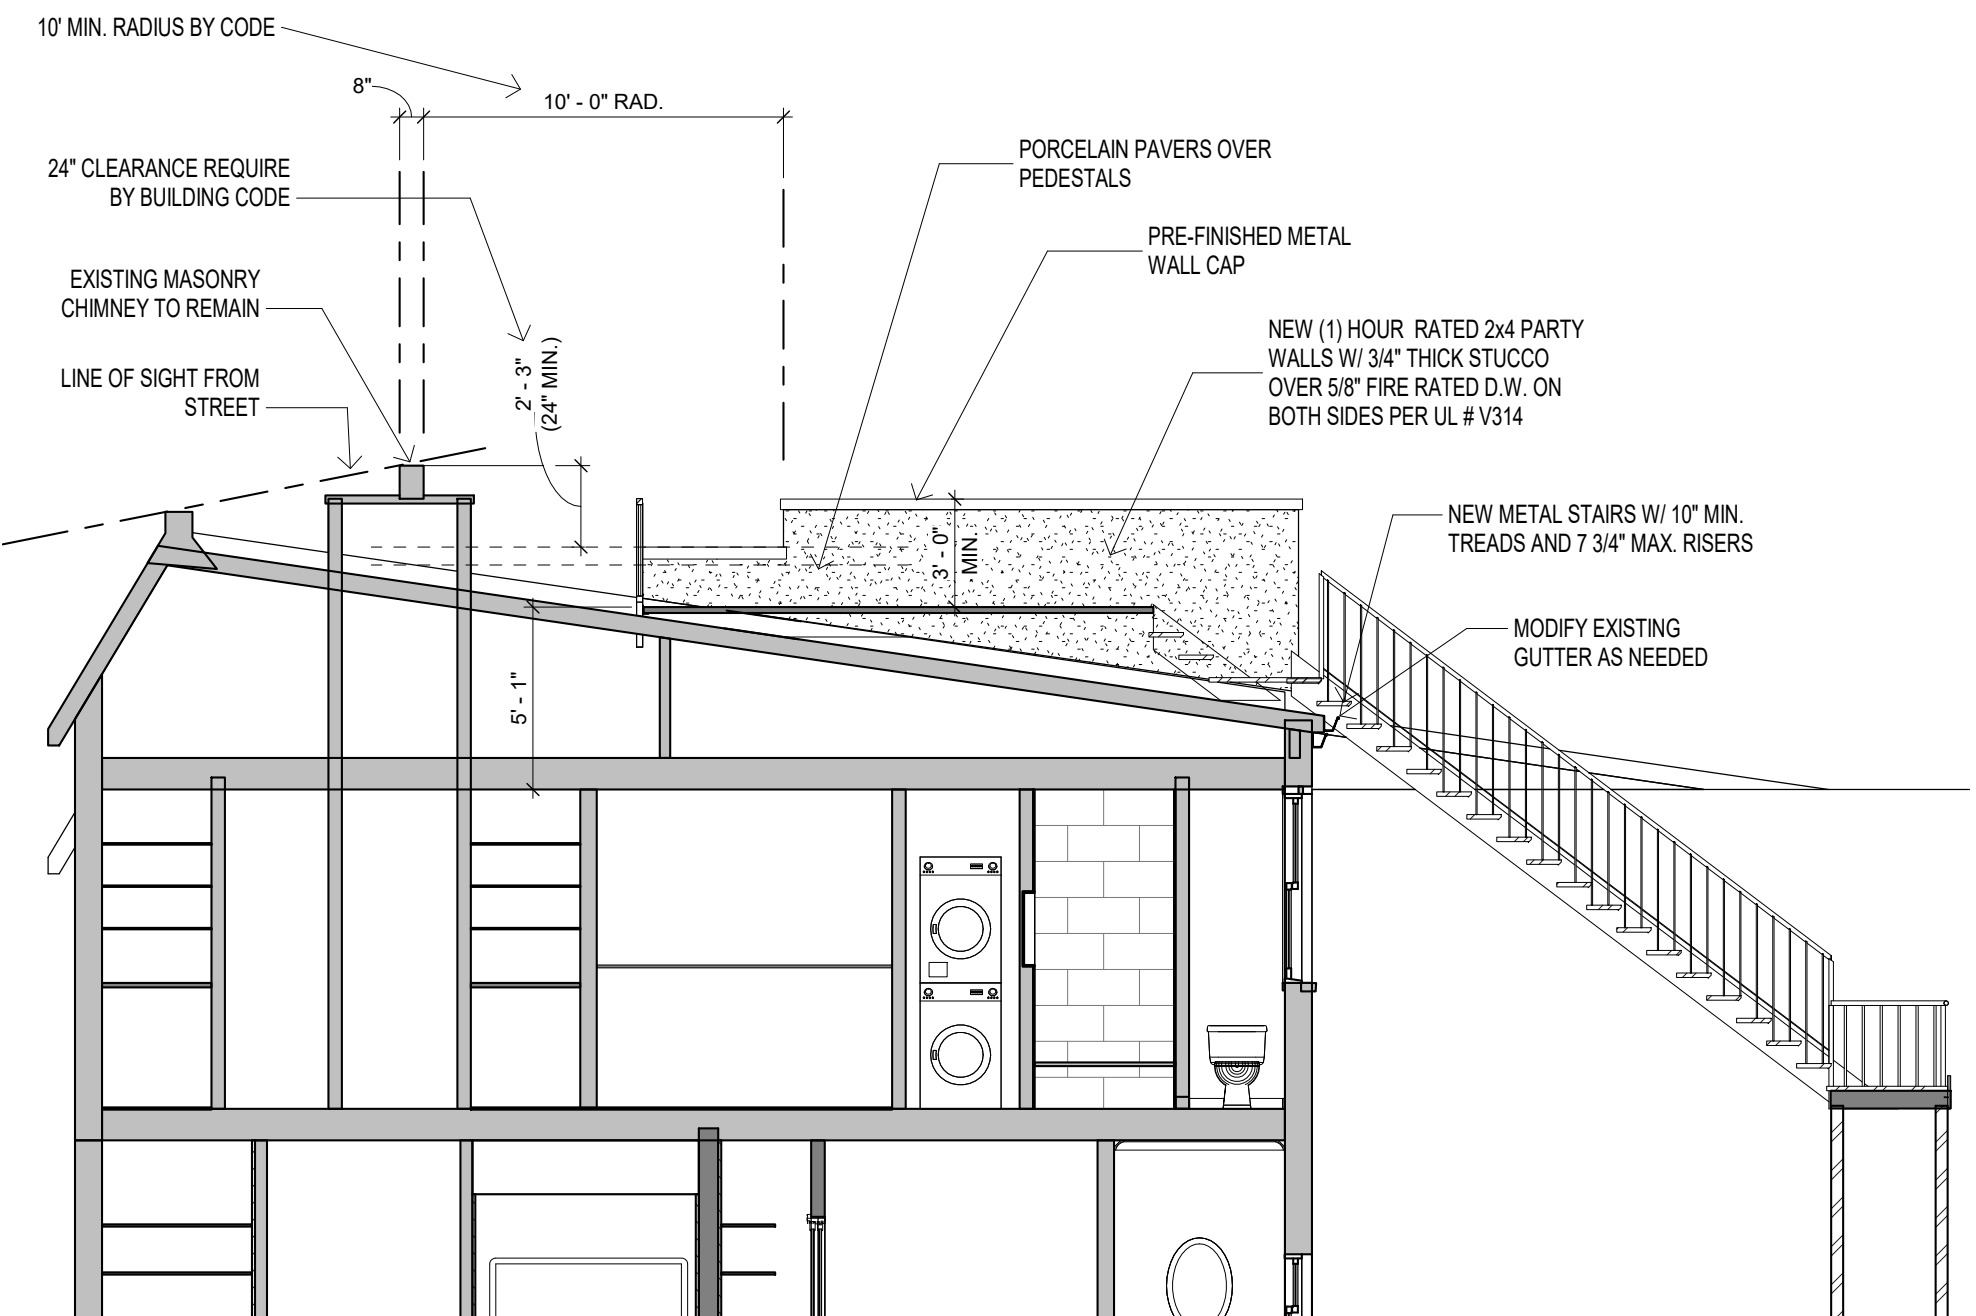 10' MIN. RADIUS BY CODE
8"
10' - 0" RAD.
24" CLEARANCE REQUIRE
BY BUILDING CODE
PORCELAIN PAVERS OVER
PEDESTALS
PRE-FINISHED METAL
WALL CAP
EXISTING MASONRY
CHIMNEY TO REMAIN
NEW (1) HOUR RATED 2x4 PARTY
WALLS W/ 3/4" THICK STUCCO
OVER 5/8" FIRE RATED D.W. ON
BOTH SIDES PER UL # V314
2' - 3"
(24" MIN.)
LINE OF SIGHT FROM
STREET
NEW METAL STAIRS W/ 10" MIN.
TREADS AND 7 3/4" MAX. RISERS
3' - 0"
MIN.
MODIFY EXISTING
GUTTER AS NEEDED
5' - 1"